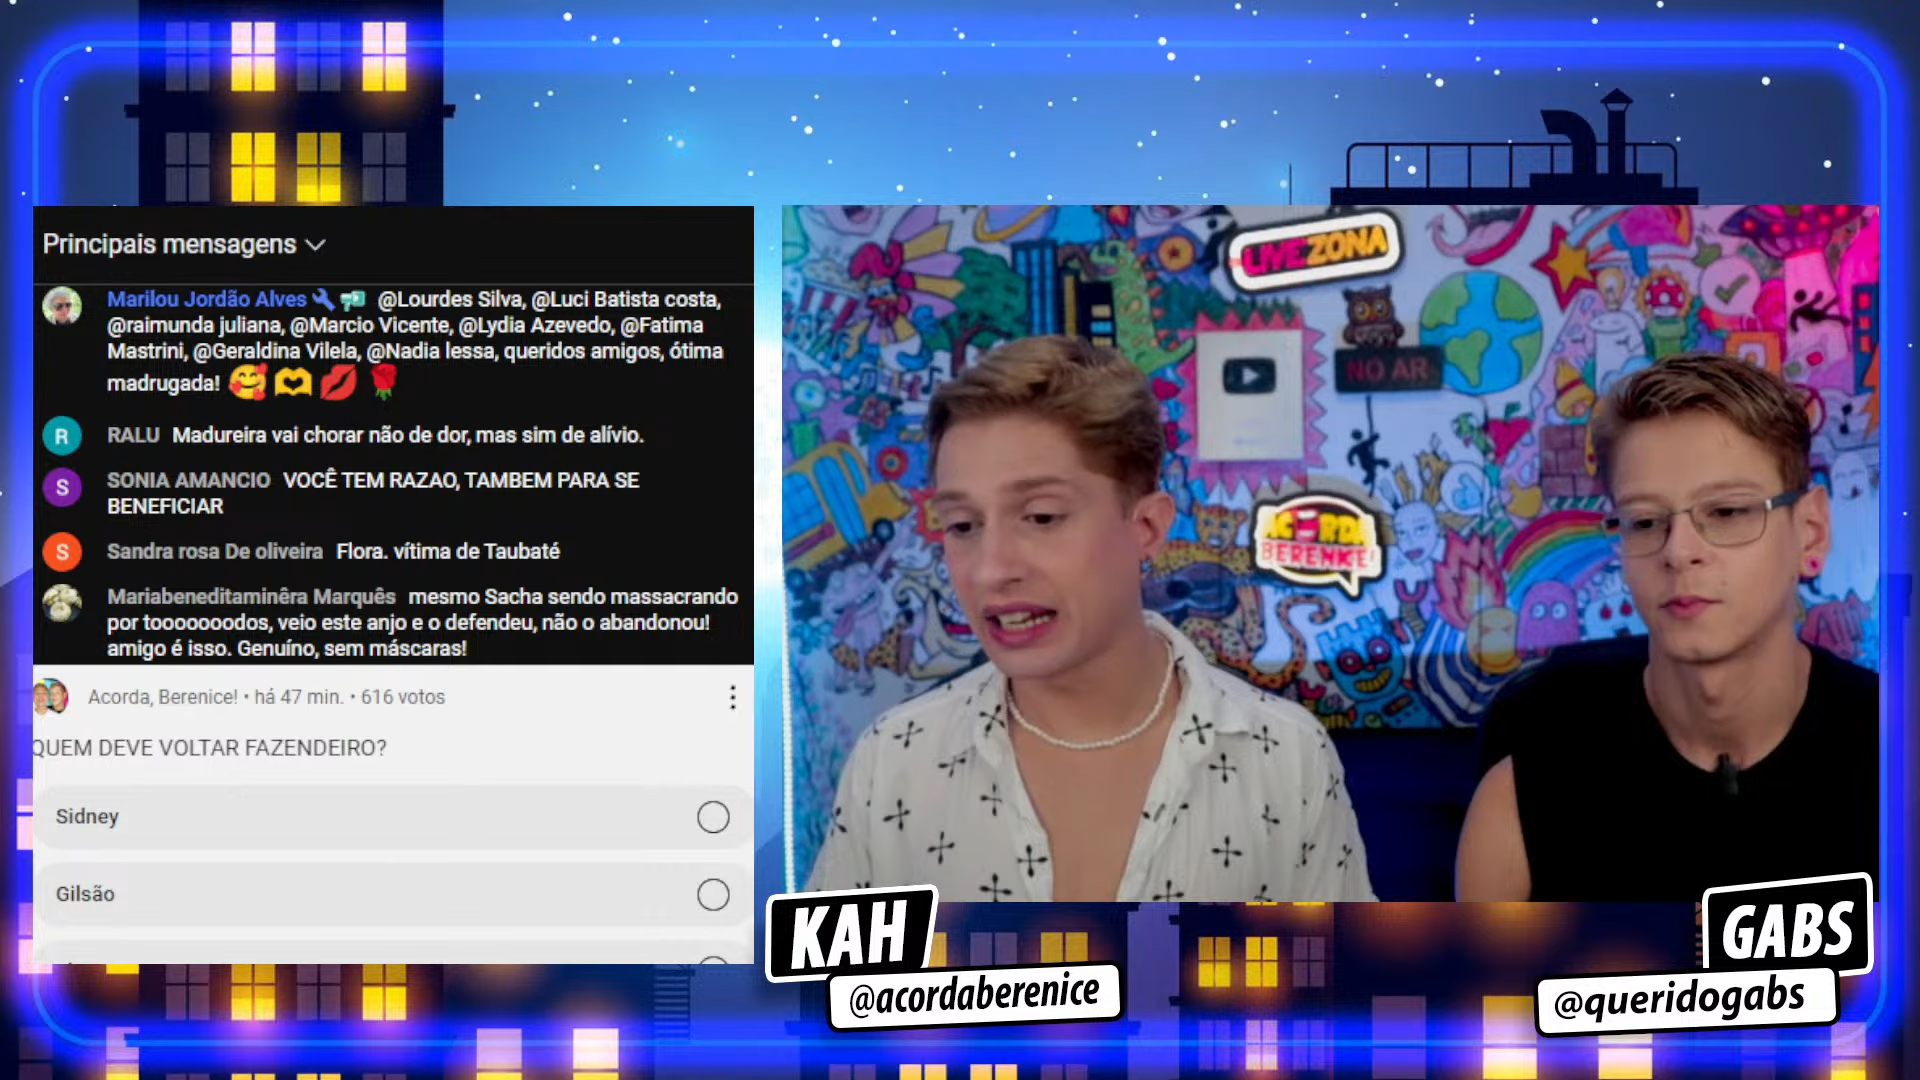 Principais mensagens
Marilou Jordão Alves @Lourdes Silva, @Luci Batista costa,
@raimunda juliana, @Marcio Vicente, @Lydia Azevedo, @Fatima
Mastrini, @Geraldina Vilela, @Nadia lessa, queridos amigos, ótima
madrugada!
R RALU Madureira vai chorar não de dor, mas sim de alívio.
S SONIA AMANCIO VOCÊ TEM RAZAO, TAMBEM PARA SE
BENEFICIAR
S Sandra rosa De oliveira Flora. vítima de Taubaté
Mariabeneditaminêra Marquês mesmo Sacha sendo massacrando
por tooooooodos, veio este anjo e o defendeu, não o abandonou!
amigo é isso. Genuíno, sem máscaras!
Acorda, Berenice! • há 47 min. • 616 votos
QUEM DEVE VOLTAR FAZENDEIRO?
Sidney
Gilsão
LIVEZONA
NO AR
ACORDA
BERENICE!
KAH
@acordaberenice
GABS
@queridogabs